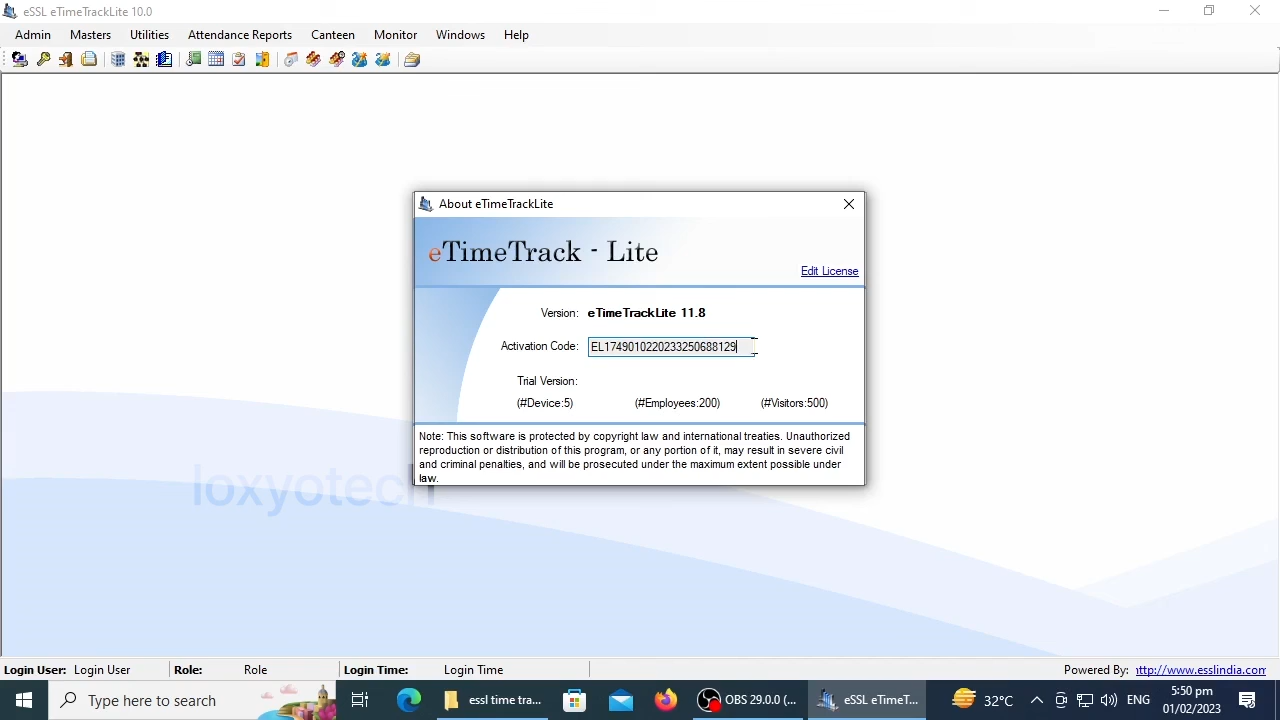 eSSL eTimeTrackLite 10.0
Admin Masters Utilities Attendance Reports Canteen Monitor Windows Help
About eTimeTrackLite
eTimeTrack - Lite
Edit License
Version: eTimeTrackLite 11.8
Activation Code: EL1749010220233250688129
Trial Version:
(#Device:5) (#Employees:200) (#Visitors:500)
Note: This software is protected by copyright law and international treaties. Unauthorized
reproduction or distribution of this program, or any portion of it, may result in severe civil
and criminal penalties, and will be prosecuted under the maximum extent possible under
law.
loxyotech
Login User: Login User Role: Role Login Time: Login Time Powered By: ttp://www.esslindia.com
Type here to search essl time tra... OBS 29.0.0 (... eSSL eTimeT... 32°C ENG 5:50 pm
01/02/2023